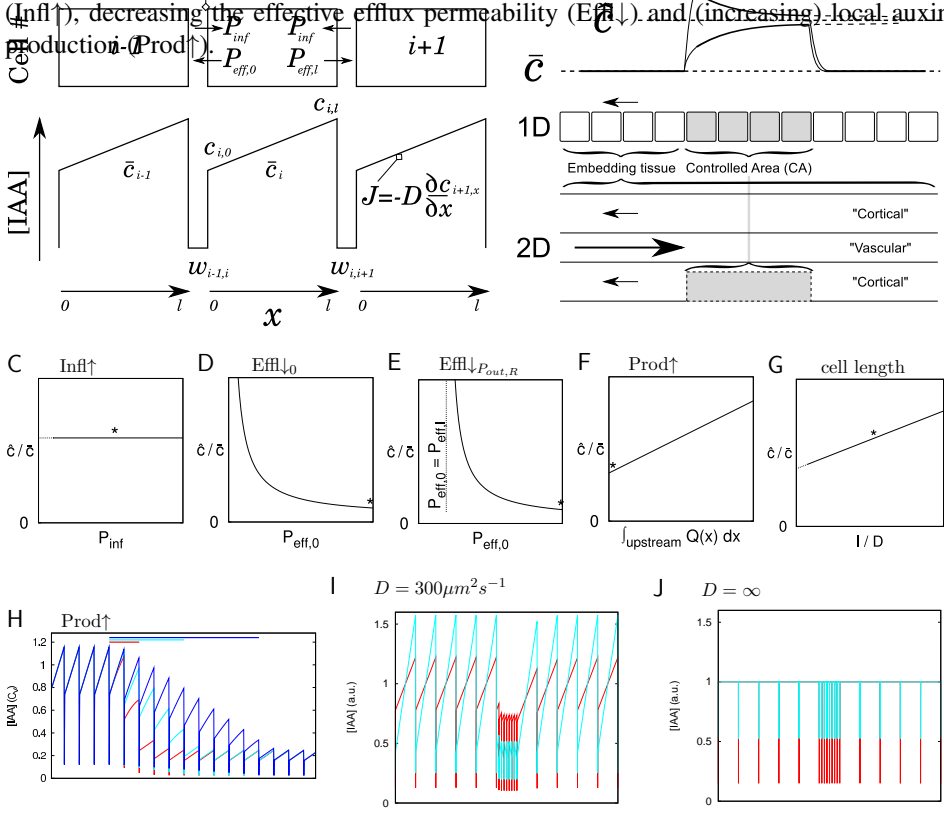 (Infl↑), decreasing the effective efflux permeability (Effl↓) and (increasing) local auxin
production (Prod↑).
Cell #
i-1
P_inf P_inf
P_eff,0 P_eff,l
i+1
[IAA]
c̄_i-1
c_i,0
c̄_i
c_i,l
J=-D ∂c_i+1,x / ∂x
w_i-1,i
w_i,i+1
0 l 0 l 0 l
x
ĉ
c̄
1D
Embedding tissue
Controlled Area (CA)
2D
"Cortical"
"Vascular"
"Cortical"
C Infl↑
ĉ / c̄
0
P_inf
D Effl↓_0
ĉ / c̄
0
P_eff,0
E Effl↓_P_out,R
ĉ / c̄
P_eff,0 = P_eff,l
0
P_eff,0
F Prod↑
ĉ / c̄
0
∫_upstream Q(x) dx
G cell length
ĉ / c̄
0
l / D
H Prod↑
[IAA] (C_v)
1.2
1
0.8
0.6
0.4
0.2
0
I D = 300μm²s⁻¹
[IAA] (a.u.)
1.5
1
0.5
0
J D = ∞
[IAA] (a.u.)
1.5
1
0.5
0